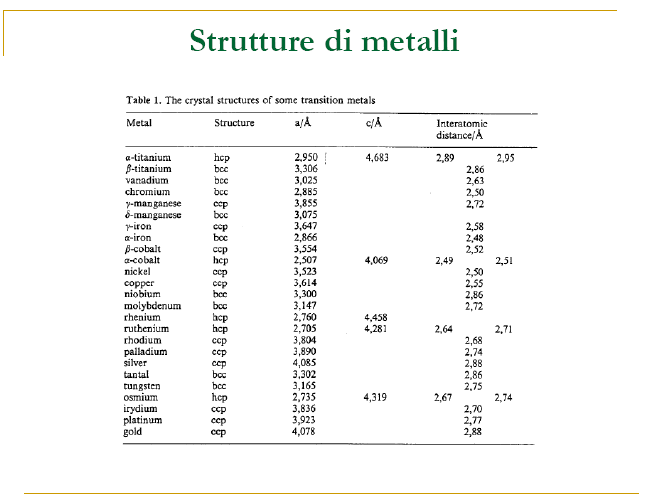 Strutture di metalli
Table 1. The crystal structures of some transition metals
Metal Structure a/Å c/Å Interatomic
distance/Å
α-titanium hcp 2,950 4,683 2,89 2,95
β-titanium bcc 3,306 2,86
vanadium bcc 3,025 2,63
chromium bcc 2,885 2,50
γ-manganese ccp 3,855 2,72
δ-manganese bcc 3,075
γ-iron ccp 3,647 2,58
α-iron bcc 2,866 2,48
β-cobalt ccp 3,554 2,52
α-cobalt hcp 2,507 4,069 2,49 2,51
nickel ccp 3,523 2,50
copper ccp 3,614 2,55
niobium bcc 3,300 2,86
molybdenum bcc 3,147 2,72
rhenium hcp 2,760 4,458
ruthenium hcp 2,705 4,281 2,64 2,71
rhodium ccp 3,804 2,68
palladium ccp 3,890 2,74
silver ccp 4,085 2,88
tantal bcc 3,302 2,86
tungsten bcc 3,165 2,75
osmium hcp 2,735 4,319 2,67 2,74
irydium ccp 3,836 2,70
platinum ccp 3,923 2,77
gold ccp 4,078 2,88